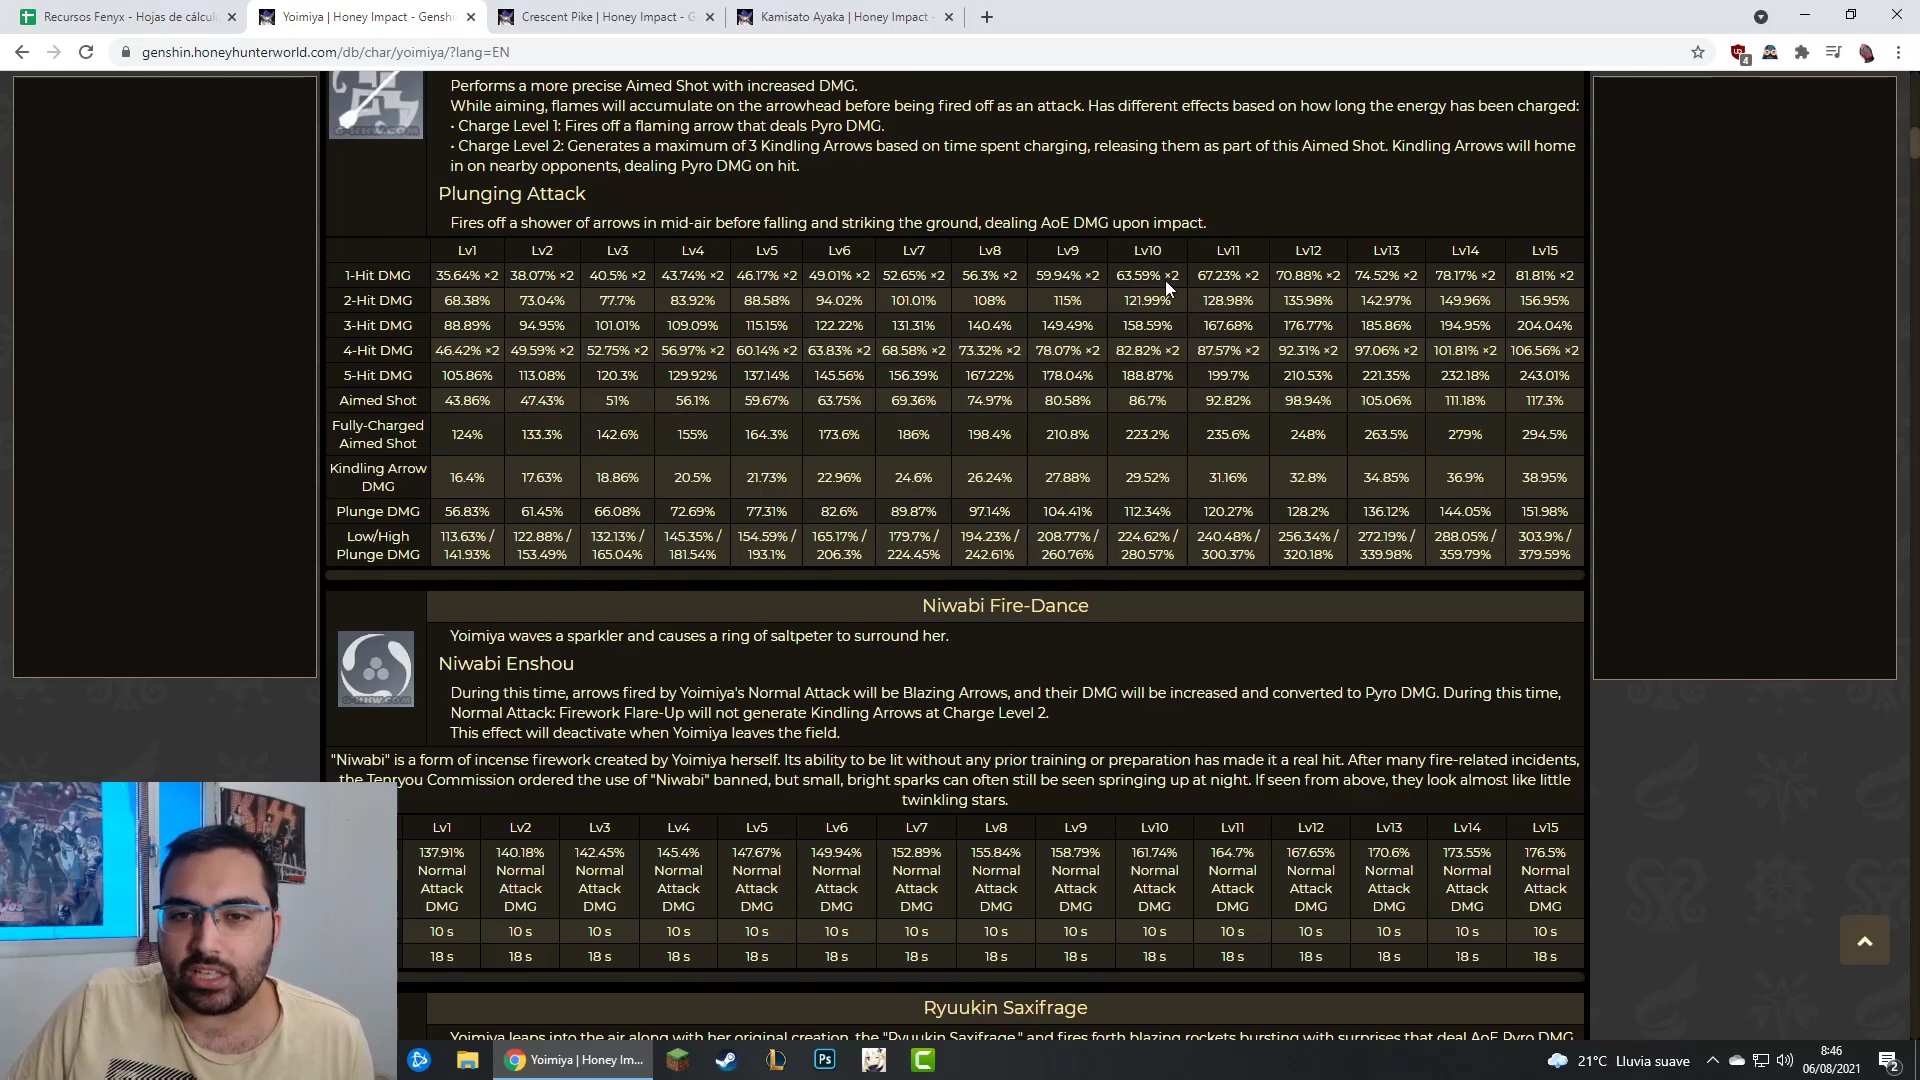 Recursos Fenyx - Hojas de cálcul
Yoimiya | Honey Impact - Genshi
Crescent Pike | Honey Impact - G
Kamisato Ayaka | Honey Impact -
genshin.honeyhunterworld.com/db/char/yoimiya/?lang=EN
4
Performs a more precise Aimed Shot with increased DMG.
While aiming, flames will accumulate on the arrowhead before being fired off as an attack. Has different effects based on how long the energy has been charged:
• Charge Level 1: Fires off a flaming arrow that deals Pyro DMG.
• Charge Level 2: Generates a maximum of 3 Kindling Arrows based on time spent charging, releasing them as part of this Aimed Shot. Kindling Arrows will home
in on nearby opponents, dealing Pyro DMG on hit.
G-HHW.COM
Plunging Attack
Fires off a shower of arrows in mid-air before falling and striking the ground, dealing AoE DMG upon impact.
Lv1 Lv2 Lv3 Lv4 Lv5 Lv6 Lv7 Lv8 Lv9 Lv10 Lv11 Lv12 Lv13 Lv14 Lv15
1-Hit DMG 35.64% ×2 38.07% ×2 40.5% ×2 43.74% ×2 46.17% ×2 49.01% ×2 52.65% ×2 56.3% ×2 59.94% ×2 63.59% ×2 67.23% ×2 70.88% ×2 74.52% ×2 78.17% ×2 81.81% ×2
2-Hit DMG 68.38% 73.04% 77.7% 83.92% 88.58% 94.02% 101.01% 108% 115% 121.99% 128.98% 135.98% 142.97% 149.96% 156.95%
3-Hit DMG 88.89% 94.95% 101.01% 109.09% 115.15% 122.22% 131.31% 140.4% 149.49% 158.59% 167.68% 176.77% 185.86% 194.95% 204.04%
4-Hit DMG 46.42% ×2 49.59% ×2 52.75% ×2 56.97% ×2 60.14% ×2 63.83% ×2 68.58% ×2 73.32% ×2 78.07% ×2 82.82% ×2 87.57% ×2 92.31% ×2 97.06% ×2 101.81% ×2 106.56% ×2
5-Hit DMG 105.86% 113.08% 120.3% 129.92% 137.14% 145.56% 156.39% 167.22% 178.04% 188.87% 199.7% 210.53% 221.35% 232.18% 243.01%
Aimed Shot 43.86% 47.43% 51% 56.1% 59.67% 63.75% 69.36% 74.97% 80.58% 86.7% 92.82% 98.94% 105.06% 111.18% 117.3%
Fully-Charged
Aimed Shot 124% 133.3% 142.6% 155% 164.3% 173.6% 186% 198.4% 210.8% 223.2% 235.6% 248% 263.5% 279% 294.5%
Kindling Arrow
DMG 16.4% 17.63% 18.86% 20.5% 21.73% 22.96% 24.6% 26.24% 27.88% 29.52% 31.16% 32.8% 34.85% 36.9% 38.95%
Plunge DMG 56.83% 61.45% 66.08% 72.69% 77.31% 82.6% 89.87% 97.14% 104.41% 112.34% 120.27% 128.2% 136.12% 144.05% 151.98%
Low/High 113.63% / 122.88% / 132.13% / 145.35% / 154.59% / 165.17% / 179.7% / 194.23% / 208.77% / 224.62% / 240.48% / 256.34% / 272.19% / 288.05% / 303.9% /
Plunge DMG 141.93% 153.49% 165.04% 181.54% 193.1% 206.3% 224.45% 242.61% 260.76% 280.57% 300.37% 320.18% 339.98% 359.79% 379.59%
Niwabi Fire-Dance
Yoimiya waves a sparkler and causes a ring of saltpeter to surround her.
Niwabi Enshou
G-HHW.COM
During this time, arrows fired by Yoimiya's Normal Attack will be Blazing Arrows, and their DMG will be increased and converted to Pyro DMG. During this time,
Normal Attack: Firework Flare-Up will not generate Kindling Arrows at Charge Level 2.
This effect will deactivate when Yoimiya leaves the field.
"Niwabi" is a form of incense firework created by Yoimiya herself. Its ability to be lit without any prior training or preparation has made it a real hit. After many fire-related incidents,
the Tenryou Commission ordered the use of "Niwabi" banned, but small, bright sparks can often still be seen springing up at night. If seen from above, they look almost like little
twinkling stars.
Lv1 Lv2 Lv3 Lv4 Lv5 Lv6 Lv7 Lv8 Lv9 Lv10 Lv11 Lv12 Lv13 Lv14 Lv15
137.91% 140.18% 142.45% 145.4% 147.67% 149.94% 152.89% 155.84% 158.79% 161.74% 164.7% 167.65% 170.6% 173.55% 176.5%
Normal Normal Normal Normal Normal Normal Normal Normal Normal Normal Normal Normal Normal Normal Normal
Attack Attack Attack Attack Attack Attack Attack Attack Attack Attack Attack Attack Attack Attack Attack
DMG DMG DMG DMG DMG DMG DMG DMG DMG DMG DMG DMG DMG DMG DMG
10 s 10 s 10 s 10 s 10 s 10 s 10 s 10 s 10 s 10 s 10 s 10 s 10 s 10 s 10 s
18 s 18 s 18 s 18 s 18 s 18 s 18 s 18 s 18 s 18 s 18 s 18 s 18 s 18 s 18 s
Ryuukin Saxifrage
Yoimiya leaps into the air along with her original creation, the "Ryuukin Saxifrage," and fires forth blazing rockets bursting with surprises that deal AoE Pyro DMG
Yoimiya | Honey Im...
Ps
21°C Lluvia suave
8:46
06/08/2021
2